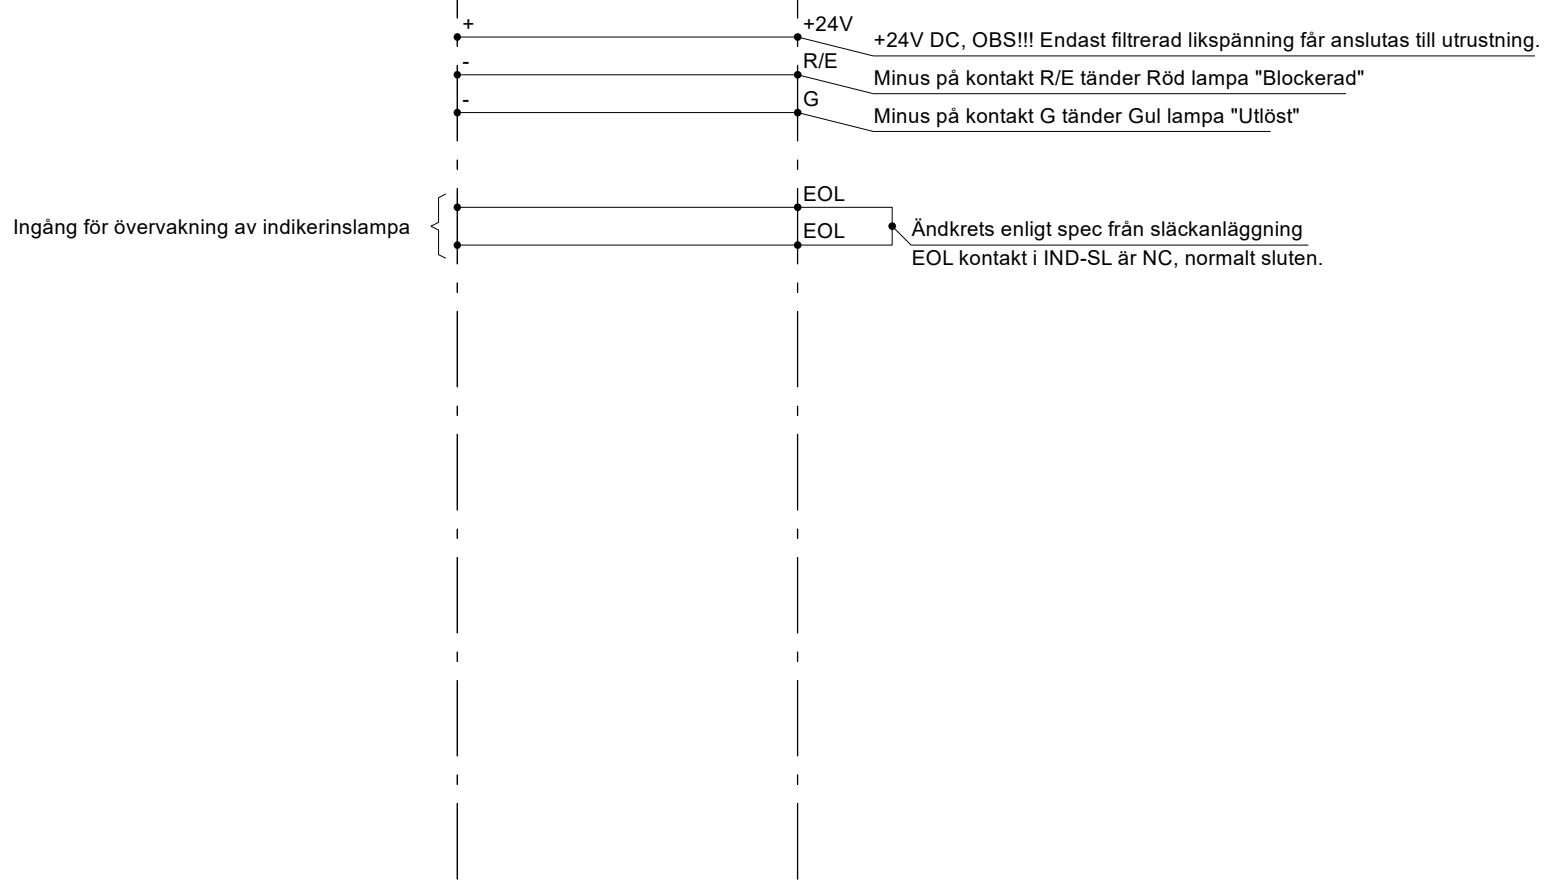 +
+24V
+24V DC, OBS!!! Endast filtrerad likspänning får anslutas till utrustning.
-
R/E
Minus på kontakt R/E tänder Röd lampa "Blockerad"
-
G
Minus på kontakt G tänder Gul lampa "Utlöst"
EOL
Ingång för övervakning av indikerinslampa
EOL
Ändkrets enligt spec från släckanläggning
EOL kontakt i IND-SL är NC, normalt sluten.